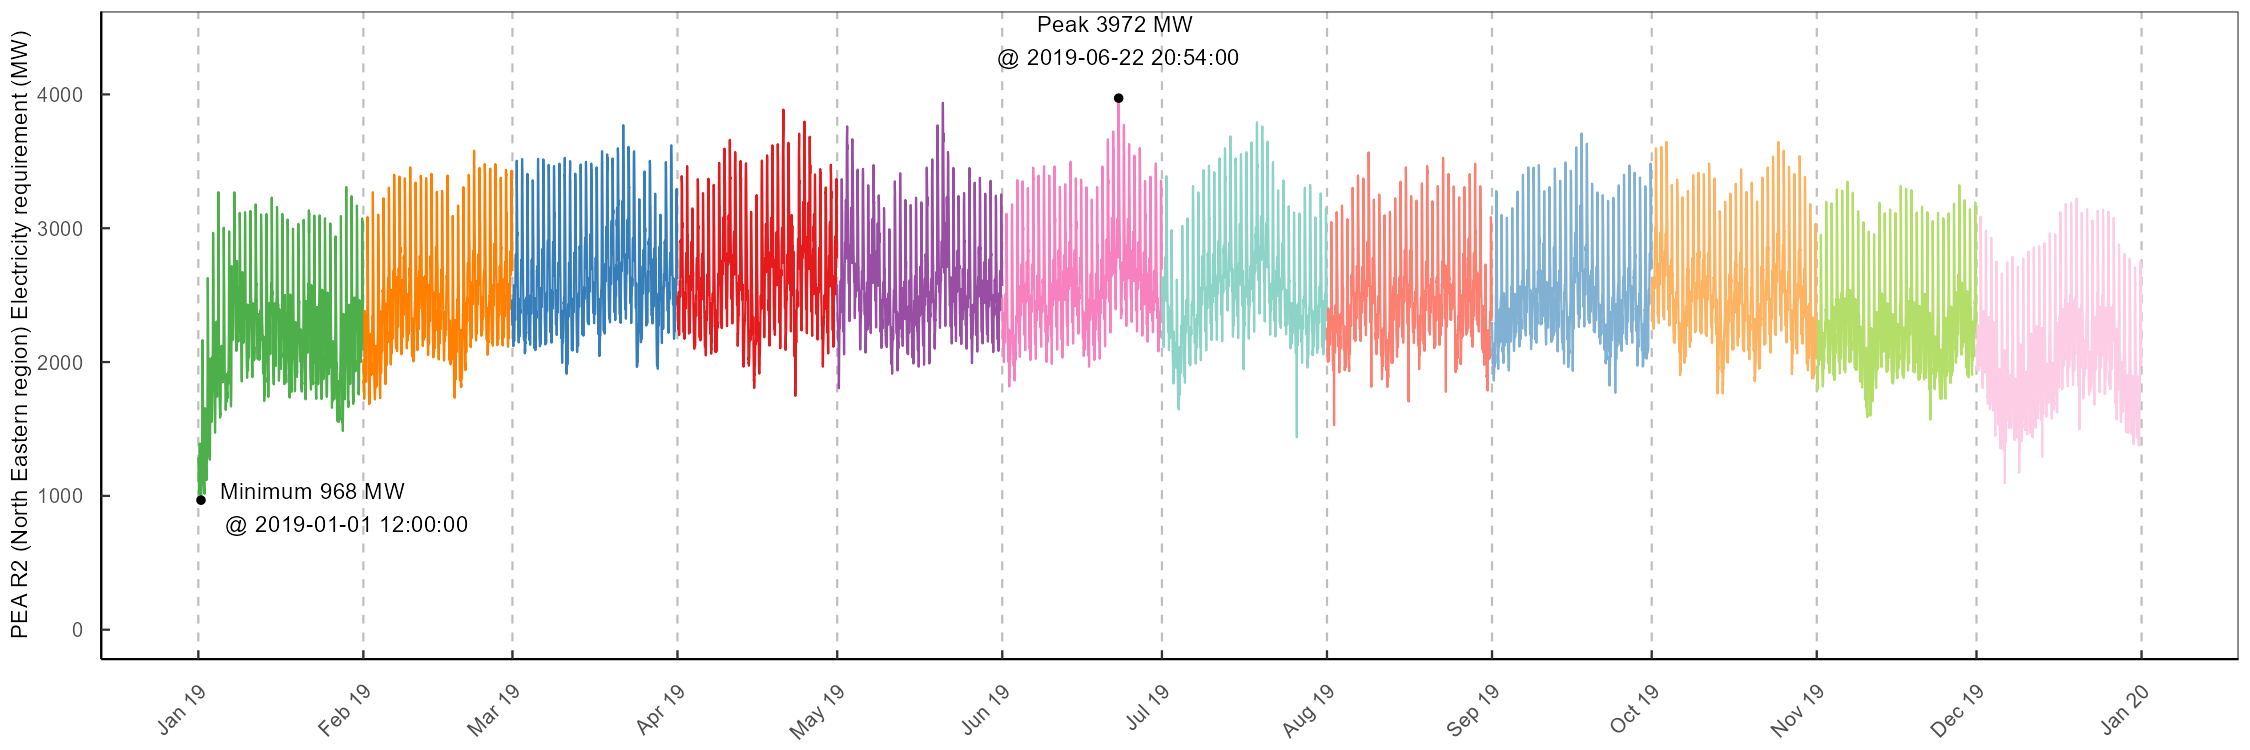 Peak 3972 MW
@ 2019-06-22 20:54:00
PEA R2 (North Eastern region) Electricity requirement (MW)
4000
3000
2000
1000
0
Minimum 968 MW
@ 2019-01-01 12:00:00
Jan 19
Feb 19
Mar 19
Apr 19
May 19
Jun 19
Jul 19
Aug 19
Sep 19
Oct 19
Nov 19
Dec 19
Jan 20